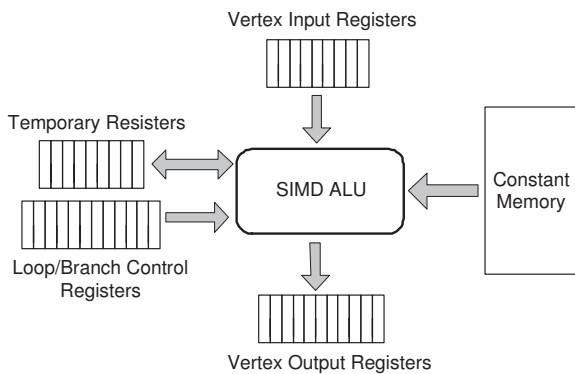 Vertex Input Registers
Temporary Resisters
SIMD ALU
Constant
Memory
Loop/Branch Control
Registers
Vertex Output Registers